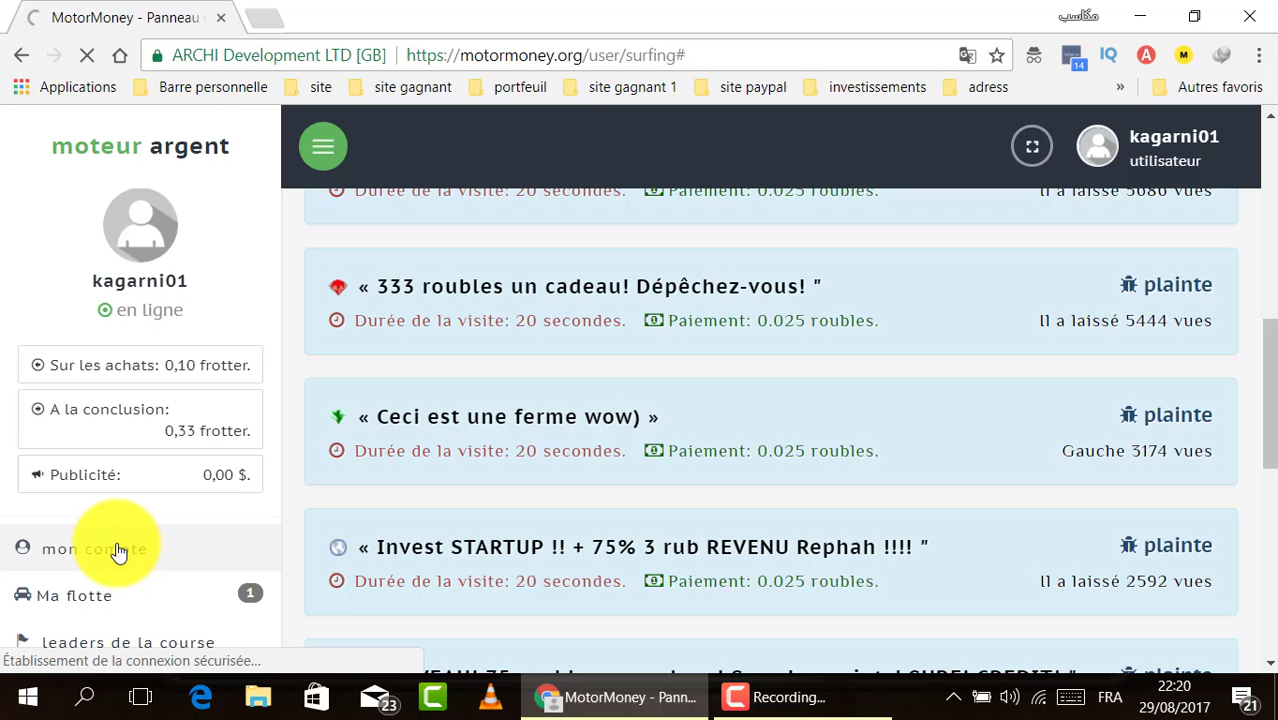 MotorMoney - Panneau
مكاسب
ARCHI Development LTD [GB] https://motormoney.org/user/surfing#
14
Applications Barre personnelle site site gagnant portfeuil site gagnant 1 site paypal investissements adress » Autres favoris
moteur argent
kagarni01
utilisateur
kagarni01
en ligne
Sur les achats: 0,10 frotter.
A la conclusion:
0,33 frotter.
Publicité: 0,00 $.
mon compte
Ma flotte 1
leaders de la course
Établissement de la connexion sécurisée...
Durée de la visite: 20 secondes. Paiement: 0.025 roubles. Il a laissé 3686 vues
« 333 roubles un cadeau! Dépêchez-vous! " plainte
Durée de la visite: 20 secondes. Paiement: 0.025 roubles. Il a laissé 5444 vues
« Ceci est une ferme wow) » plainte
Durée de la visite: 20 secondes. Paiement: 0.025 roubles. Gauche 3174 vues
« Invest STARTUP !! + 75% 3 rub REVENU Rephah !!!! " plainte
Durée de la visite: 20 secondes. Paiement: 0.025 roubles. Il a laissé 2592 vues
plainte
23
MotorMoney - Pann...
Recording...
FRA
22:20
29/08/2017
21